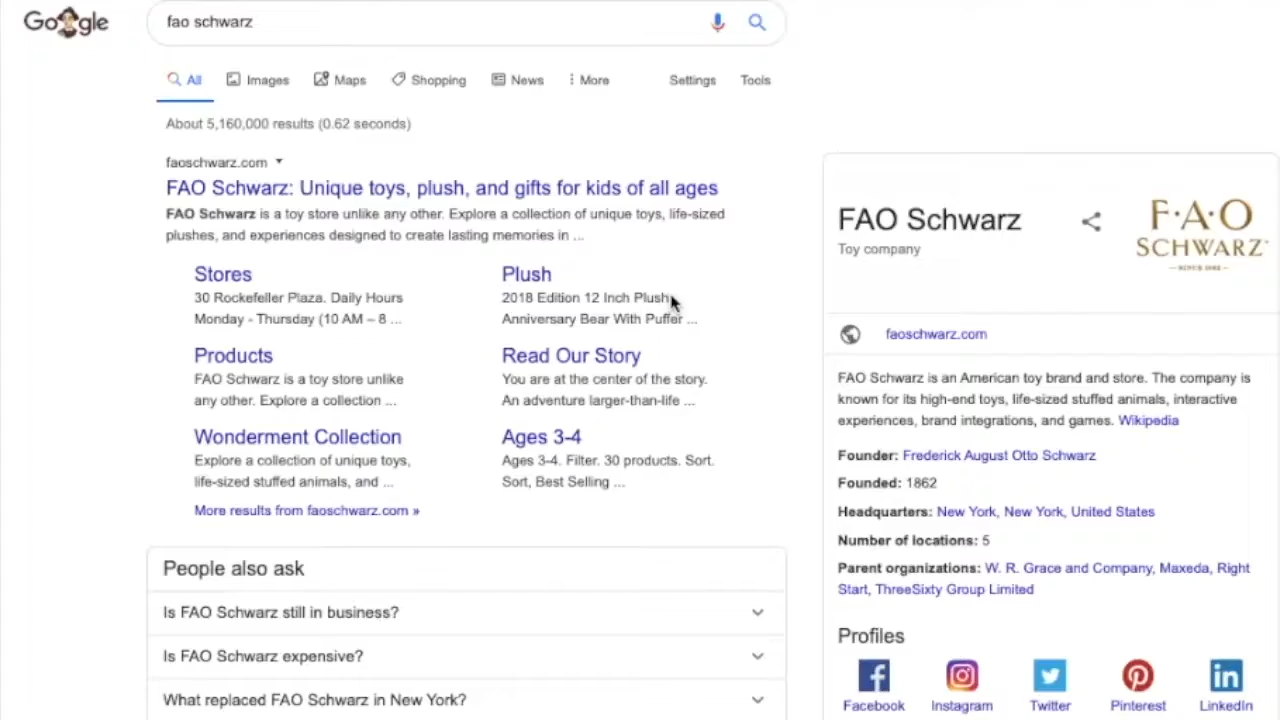 Google
fao schwarz
All Images Maps Shopping News More Settings Tools
About 5,160,000 results (0.62 seconds)
faoschwarz.com
FAO Schwarz: Unique toys, plush, and gifts for kids of all ages
FAO Schwarz is a toy store unlike any other. Explore a collection of unique toys, life-sized
plushes, and experiences designed to create lasting memories in ...
Stores
30 Rockefeller Plaza. Daily Hours
Monday - Thursday (10 AM – 8 ...
Plush
2018 Edition 12 Inch Plush
Anniversary Bear With Puffer ...
Products
FAO Schwarz is a toy store unlike
any other. Explore a collection ...
Read Our Story
You are at the center of the story.
An adventure larger-than-life ...
Wonderment Collection
Explore a collection of unique toys,
life-sized stuffed animals, and ...
Ages 3-4
Ages 3-4. Filter. 30 products. Sort.
Sort, Best Selling ...
More results from faoschwarz.com »
People also ask
Is FAO Schwarz still in business?
Is FAO Schwarz expensive?
What replaced FAO Schwarz in New York?
FAO Schwarz
Toy company
F·A·O
SCHWARZ
SINCE 1862
faoschwarz.com
FAO Schwarz is an American toy brand and store. The company is
known for its high-end toys, life-sized stuffed animals, interactive
experiences, brand integrations, and games. Wikipedia
Founder: Frederick August Otto Schwarz
Founded: 1862
Headquarters: New York, New York, United States
Number of locations: 5
Parent organizations: W. R. Grace and Company, Maxeda, Right
Start, ThreeSixty Group Limited
Profiles
Facebook Instagram Twitter Pinterest LinkedIn